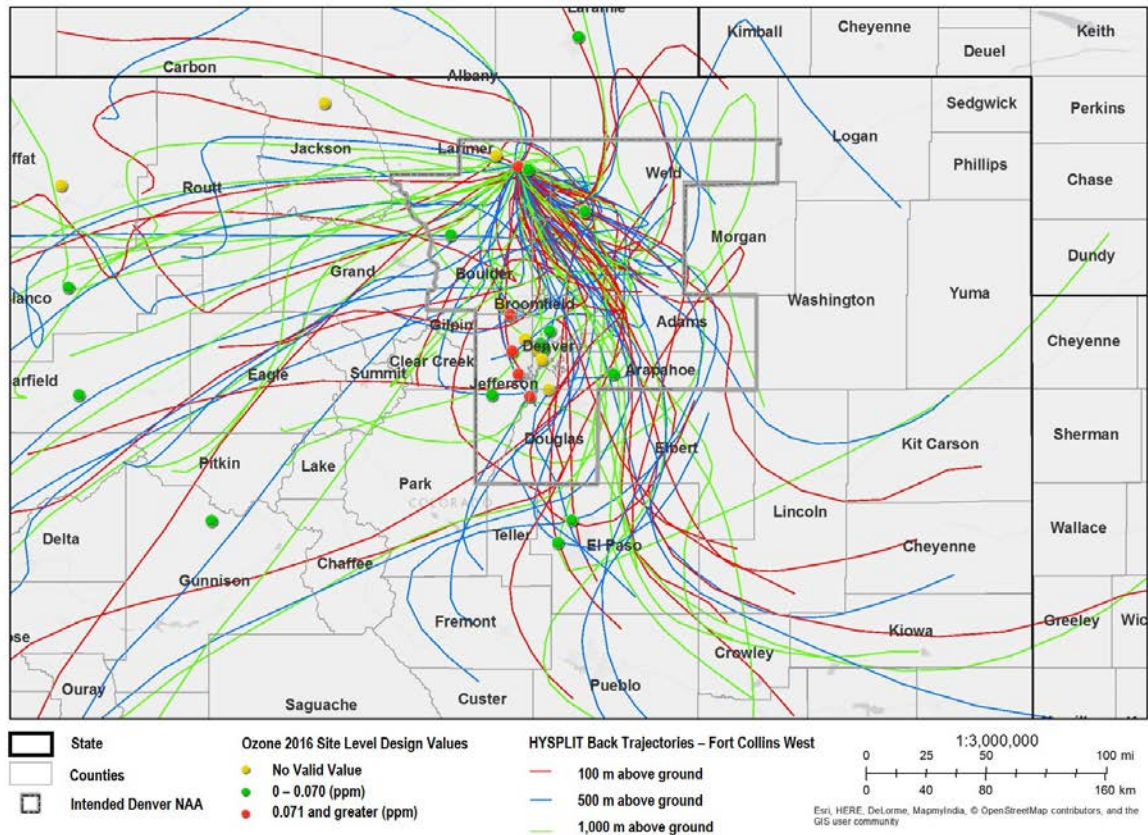 Laramie
Kimball
Cheyenne
Keith
Deuel
Carbon
Albany
Sedgwick
Perkins
Logan
Jackson
Larimer
ffat
Weld
Phillips
Chase
Routt
Morgan
Dundy
Grand
Boulder
lanco
Washington
Yuma
Broomfield
Gilpin
Adams
Denver
Cheyenne
Clear Creek
arfield
Eagle
Summit
Jefferson
Arapahoe
Douglas
Elbert
Kit Carson
Sherman
Pitkin
Lake
Park
COLORADO
Lincoln
Wallace
Delta
Teller
El Paso
Cheyenne
Gunnison
Chaffee
Fremont
Kiowa
Greeley
Wic
ose
Crowley
Ouray
Pueblo
Custer
Saguache
State
Counties
Intended Denver NAA
Ozone 2016 Site Level Design Values
No Valid Value
0 – 0.070 (ppm)
0.071 and greater (ppm)
HYSPLIT Back Trajectories – Fort Collins West
100 m above ground
500 m above ground
1,000 m above ground
1:3,000,000
0 25 50 100 mi
0 40 80 160 km
Esri, HERE, DeLorme, MapmyIndia, © OpenStreetMap contributors, and the
GIS user community